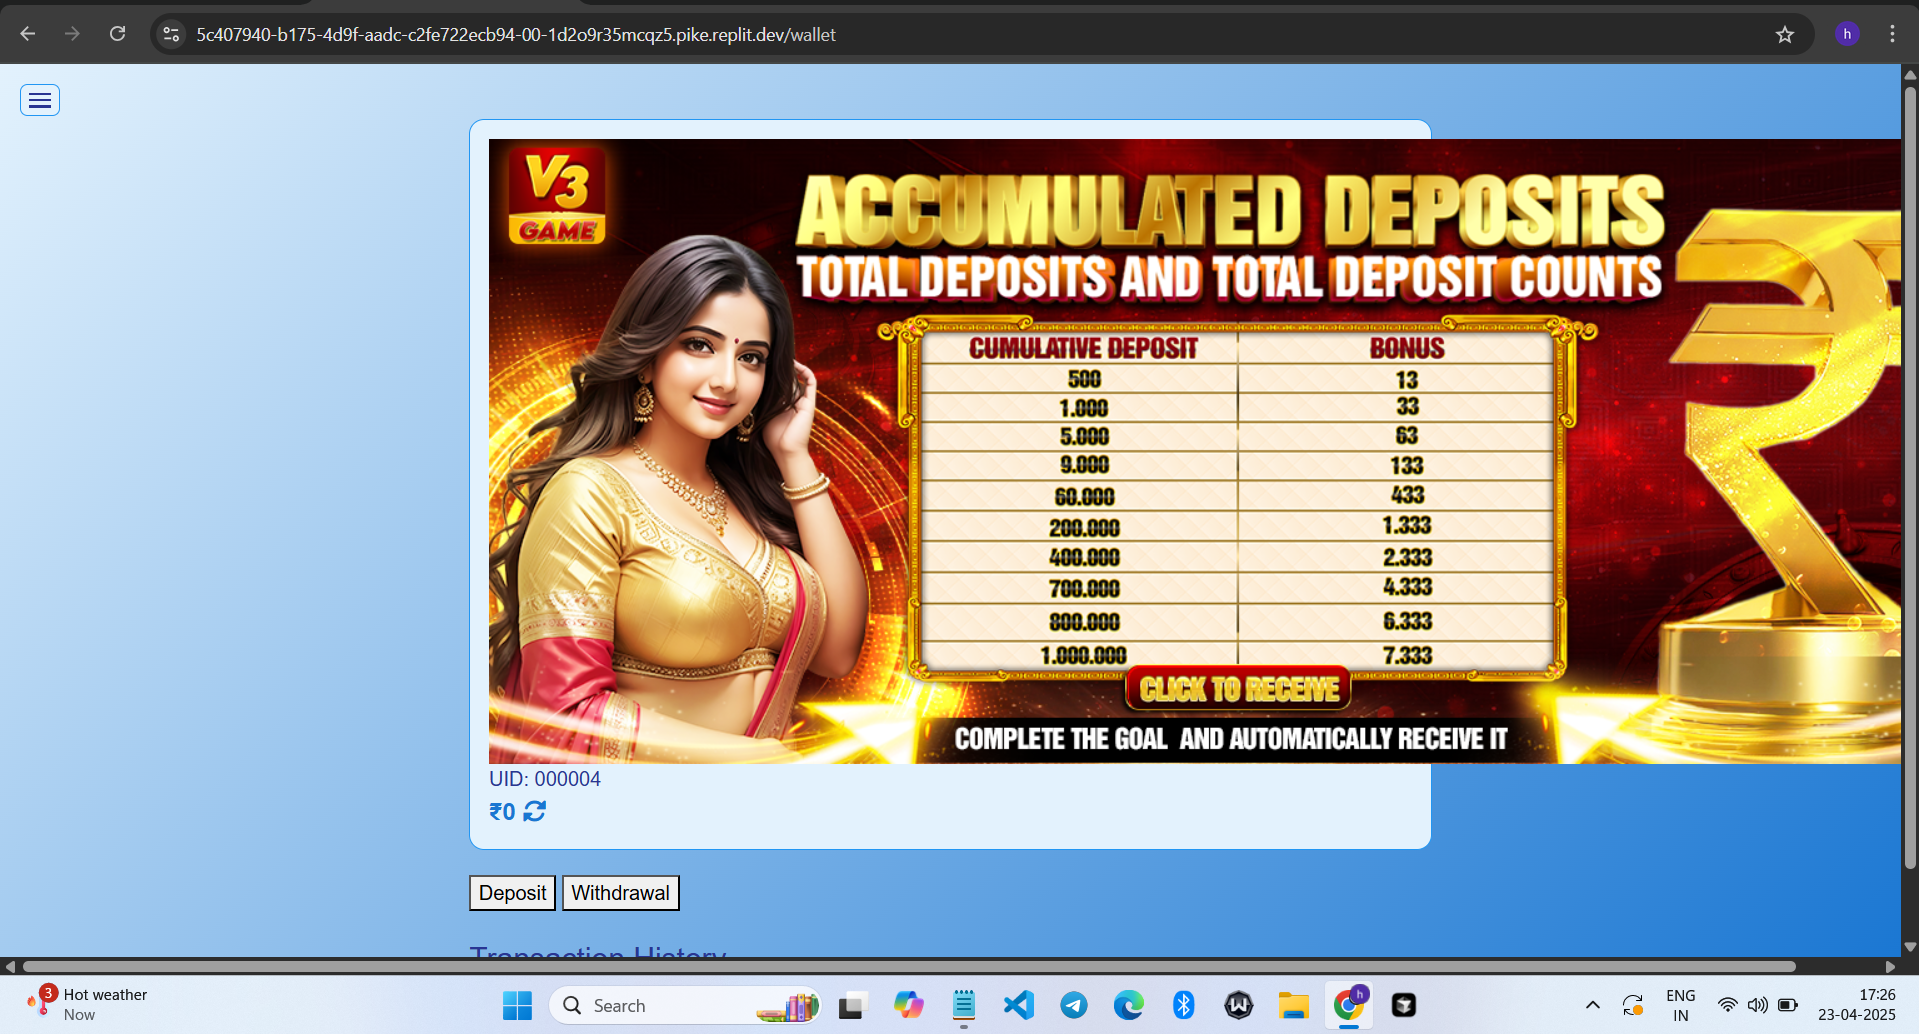 5c407940-b175-4d9f-aadc-c2fe722ecb94-00-1d2o9r35mcqz5.pike.replit.dev/wallet
h
V3
GAME
ACCUMULATED DEPOSITS
TOTAL DEPOSITS AND TOTAL DEPOSIT COUNTS
CUMULATIVE DEPOSIT BONUS
500 13
1.000 33
5.000 63
9.000 133
60.000 433
200.000 1.333
400.000 2.333
700.000 4.333
800.000 6.333
1.000.000 7.333
CLICK TO RECEIVE
COMPLETE THE GOAL AND AUTOMATICALLY RECEIVE IT
₹
UID: 000004
₹0
Deposit Withdrawal
Transaction History
3
Hot weather
Now
Search
h
ENG
IN
17:26
23-04-2025